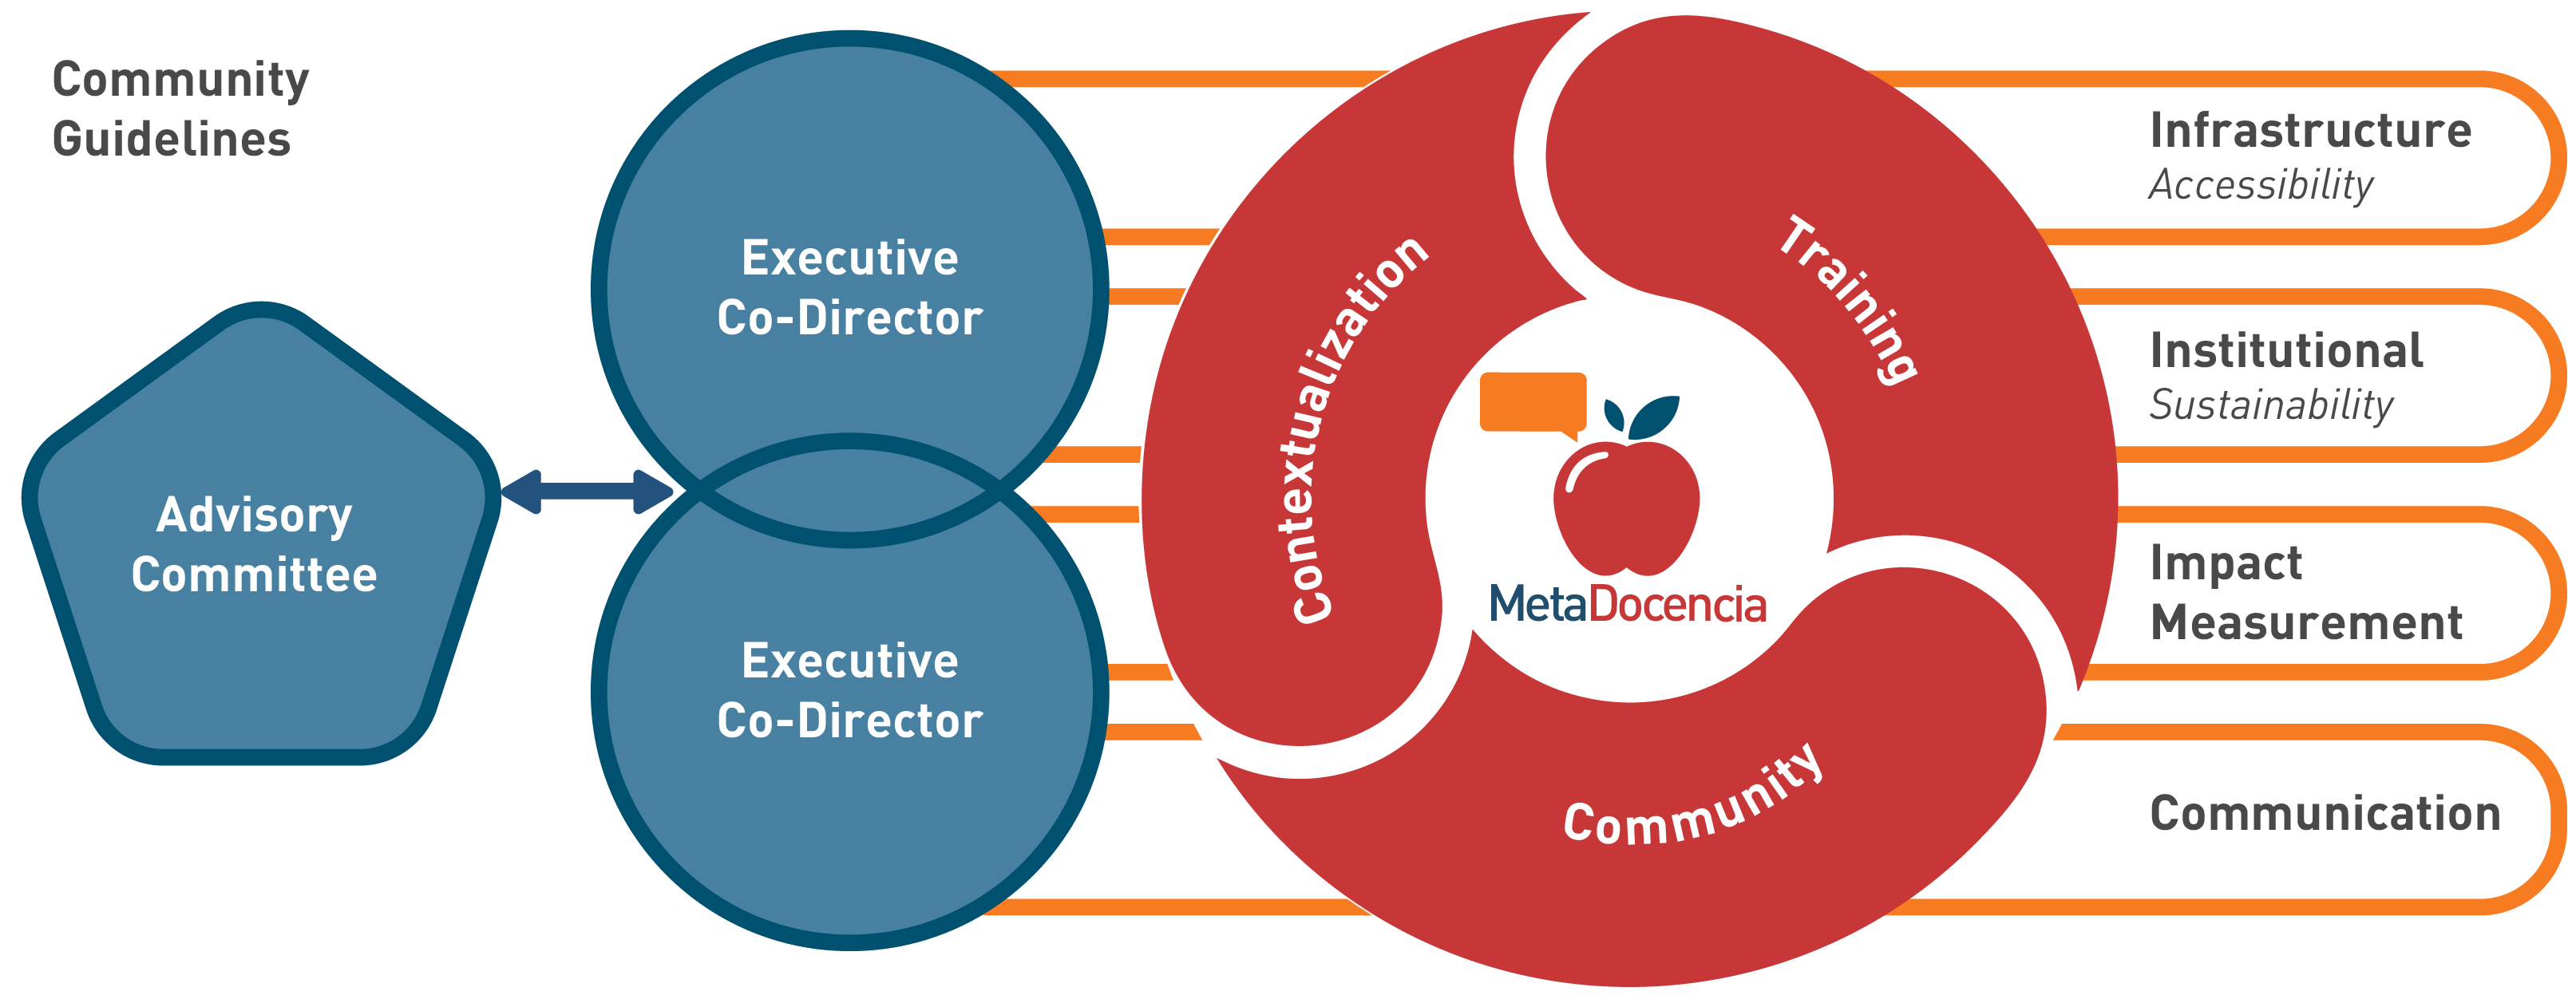 Community
Guidelines
Advisory
Committee
Executive
Co-Director
Executive
Co-Director
Contextualization
Training
Community
MetaDocencia
Infrastructure
Accessibility
Institutional
Sustainability
Impact
Measurement
Communication